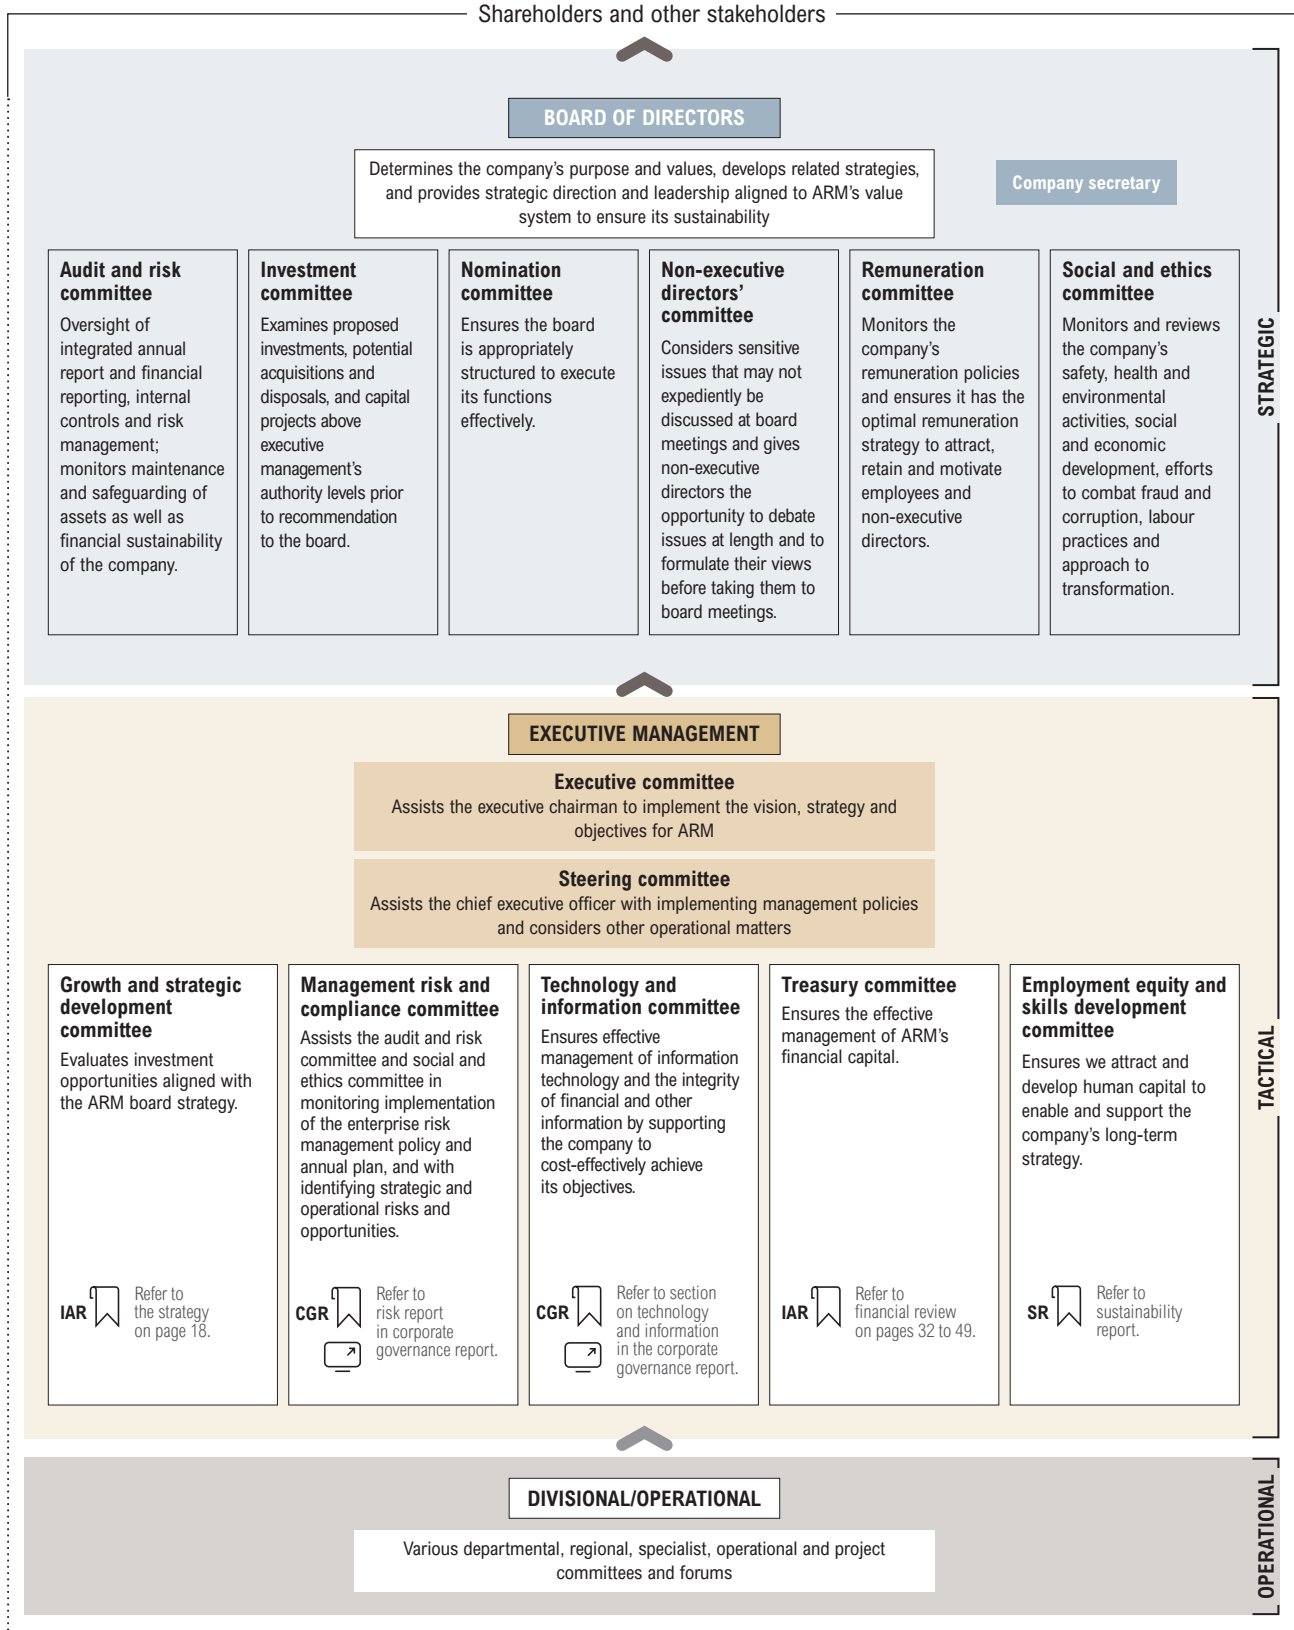 Shareholders and other stakeholders
BOARD OF DIRECTORS
Determines the company’s purpose and values, develops related strategies,
and provides strategic direction and leadership aligned to ARM’s value
system to ensure its sustainability
Company secretary
Audit and risk
committee
Oversight of
integrated annual
report and financial
reporting, internal
controls and risk
management;
monitors maintenance
and safeguarding of
assets as well as
financial sustainability
of the company.
Investment
committee
Examines proposed
investments, potential
acquisitions and
disposals, and capital
projects above
executive
management’s
authority levels prior
to recommendation
to the board.
Nomination
committee
Ensures the board
is appropriately
structured to execute
its functions
effectively.
Non-executive
directors’
committee
Considers sensitive
issues that may not
expediently be
discussed at board
meetings and gives
non-executive
directors the
opportunity to debate
issues at length and to
formulate their views
before taking them to
board meetings.
Remuneration
committee
Monitors the
company’s
remuneration policies
and ensures it has the
optimal remuneration
strategy to attract,
retain and motivate
employees and
non-executive
directors.
Social and ethics
committee
Monitors and reviews
the company’s
safety, health and
environmental
activities, social
and economic
development, efforts
to combat fraud and
corruption, labour
practices and
approach to
transformation.
STRATEGIC
EXECUTIVE MANAGEMENT
Executive committee
Assists the executive chairman to implement the vision, strategy and
objectives for ARM
Steering committee
Assists the chief executive officer with implementing management policies
and considers other operational matters
Growth and strategic
development
committee
Evaluates investment
opportunities aligned with
the ARM board strategy.
IAR
Refer to
the strategy
on page 18.
Management risk and
compliance committee
Assists the audit and risk
committee and social and
ethics committee in
monitoring implementation
of the enterprise risk
management policy and
annual plan, and with
identifying strategic and
operational risks and
opportunities.
CGR
Refer to
risk report
in corporate
governance report.
Technology and
information committee
Ensures effective
management of information
technology and the integrity
of financial and other
information by supporting
the company to
cost-effectively achieve
its objectives.
CGR
Refer to section
on technology
and information
in the corporate
governance report.
Treasury committee
Ensures the effective
management of ARM’s
financial capital.
IAR
Refer to
financial review
on pages 32 to 49.
Employment equity and
skills development
committee
Ensures we attract and
develop human capital to
enable and support the
company’s long-term
strategy.
SR
Refer to
sustainability
report.
TACTICAL
DIVISIONAL/OPERATIONAL
Various departmental, regional, specialist, operational and project
committees and forums
OPERATIONAL